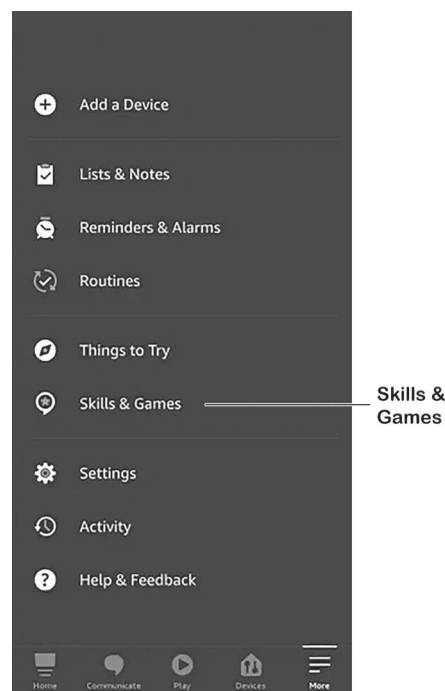 Add a Device
Lists & Notes
Reminders & Alarms
Routines
Things to Try
Skills & Games
Skills &
Games
Settings
Activity
Help & Feedback
Home
Communicate
Play
Devices
More